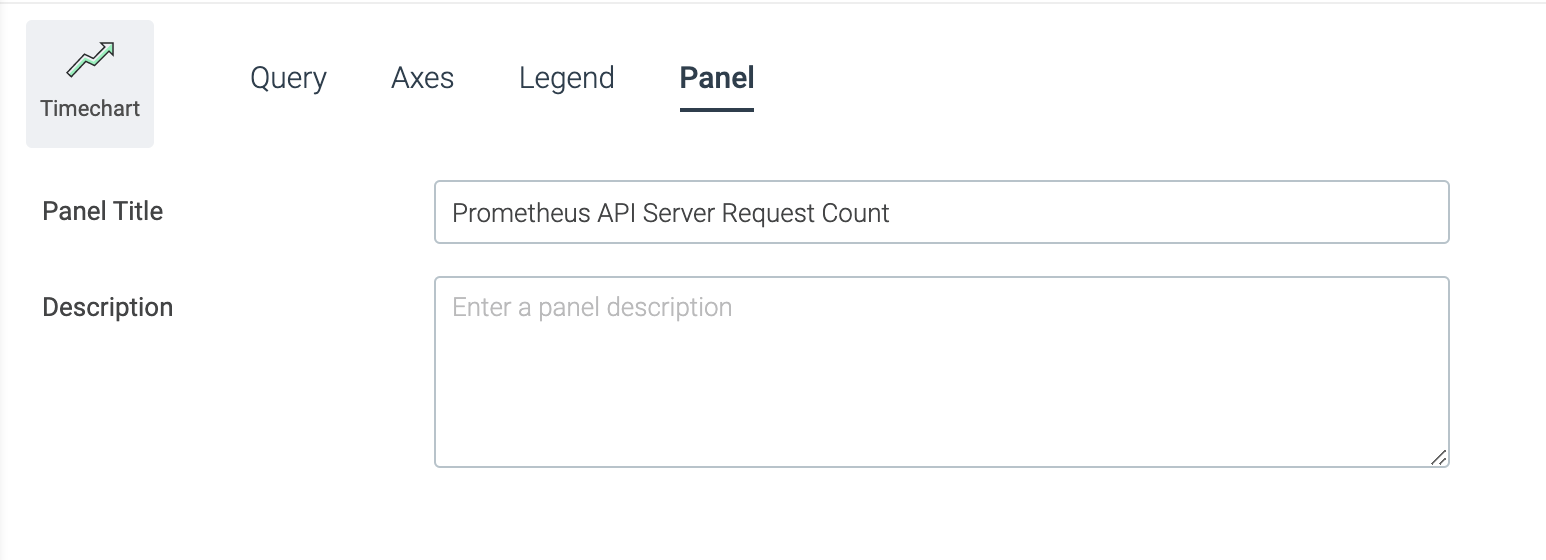 Timechart
Query Axes Legend Panel
Panel Title
Prometheus API Server Request Count
Description
Enter a panel description